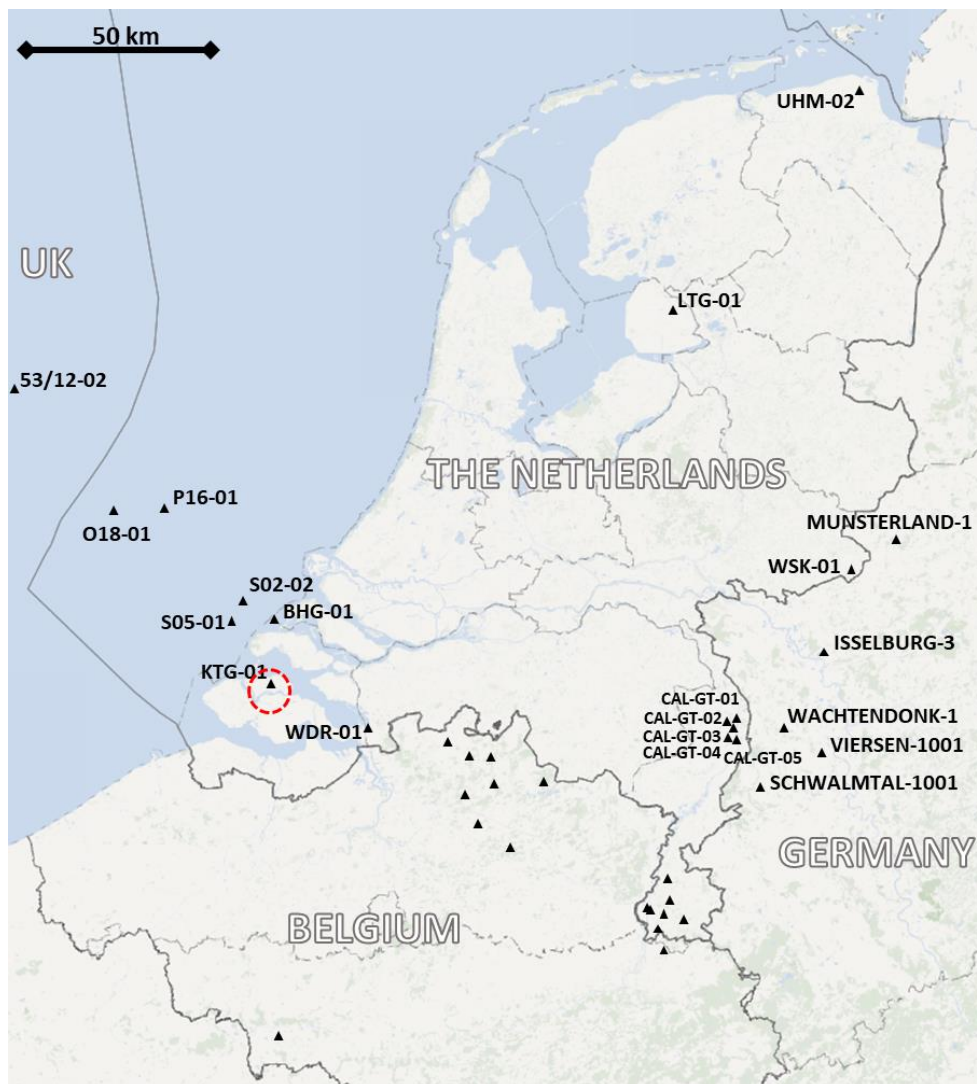 50 km
UHM-02
UK
LTG-01
53/12-02
THE NETHERLANDS
P16-01
O18-01
MUNSTERLAND-1
WSK-01
S02-02
BHG-01
S05-01
ISSELBURG-3
KTG-01
CAL-GT-01
CAL-GT-02
WACHTENDONK-1
WDR-01
CAL-GT-03
CAL-GT-04
CAL-GT-05
VIERSEN-1001
SCHWALMTAL-1001
GERMANY
BELGIUM